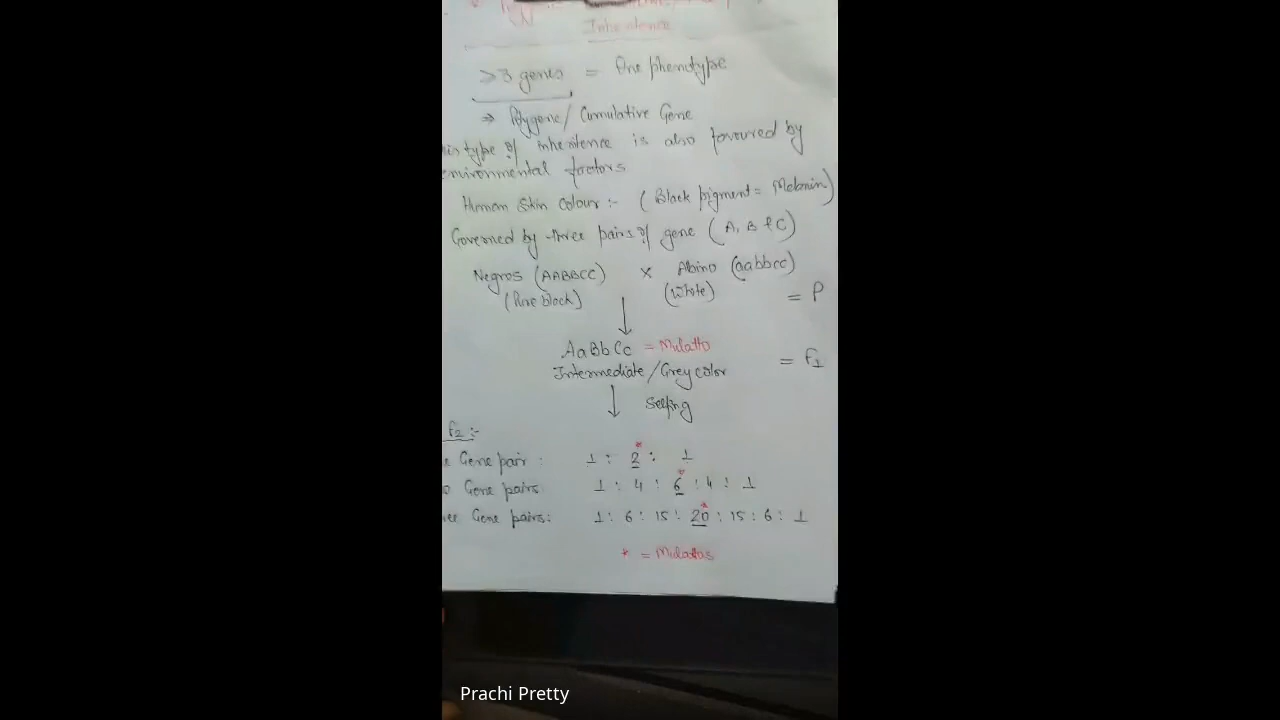 Inheritence
>3 genes = One phenotype
⇒ Polygene / Cumulative Gene
type of inheritence is also favoured by
environmental factors
Human Skin Colour :- (Black pigment = Melanin)
Governed by three pairs of gene (A, B & C)
Negros (AABBCC) × Albino (aabbcc)
(Pure black) (White) = P
AaBbCc = Mulatto
Intermediate / Grey color = F1
Selfing
F2 :-
Gene pair : 1 : 2* : 1
Gene pairs: 1 : 4 : 6* : 4 : 1
Gene pairs: 1 : 6 : 15 : 20* : 15 : 6 : 1
* = Mulattos
Prachi Pretty